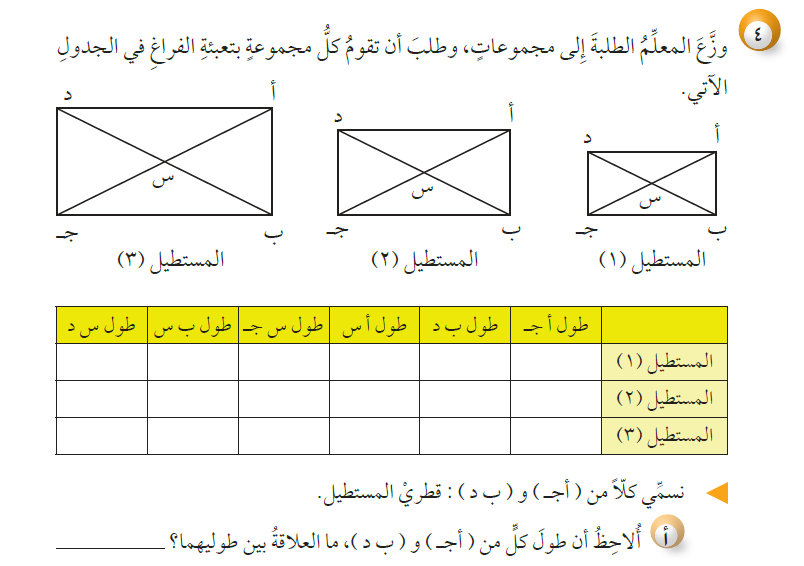 ٤
وزَّعَ المعلِّمُ الطلبةَ إِلى مجموعاتٍ، وطلبَ أن تقومُ كلُّ مجموعةٍ بتعبئةِ الفراغِ في الجدولِ
الآتي.
أ د أ د أ د
س س س
ب جـ ب جـ ب جـ
المستطيل (١) المستطيل (٢) المستطيل (٣)
طول أ جـ طول ب د طول أ س طول س جـ طول ب س طول س د
المستطيل (١)
المستطيل (٢)
المستطيل (٣)
نسمِّي كلّاً من ( أجـ ) و ( ب د ) : قطريْ المستطيل.
أ أُلاحِظُ أن طولَ كلٍّ من ( أجـ ) و ( ب د )، ما العلاقةُ بين طوليهما؟ ____________